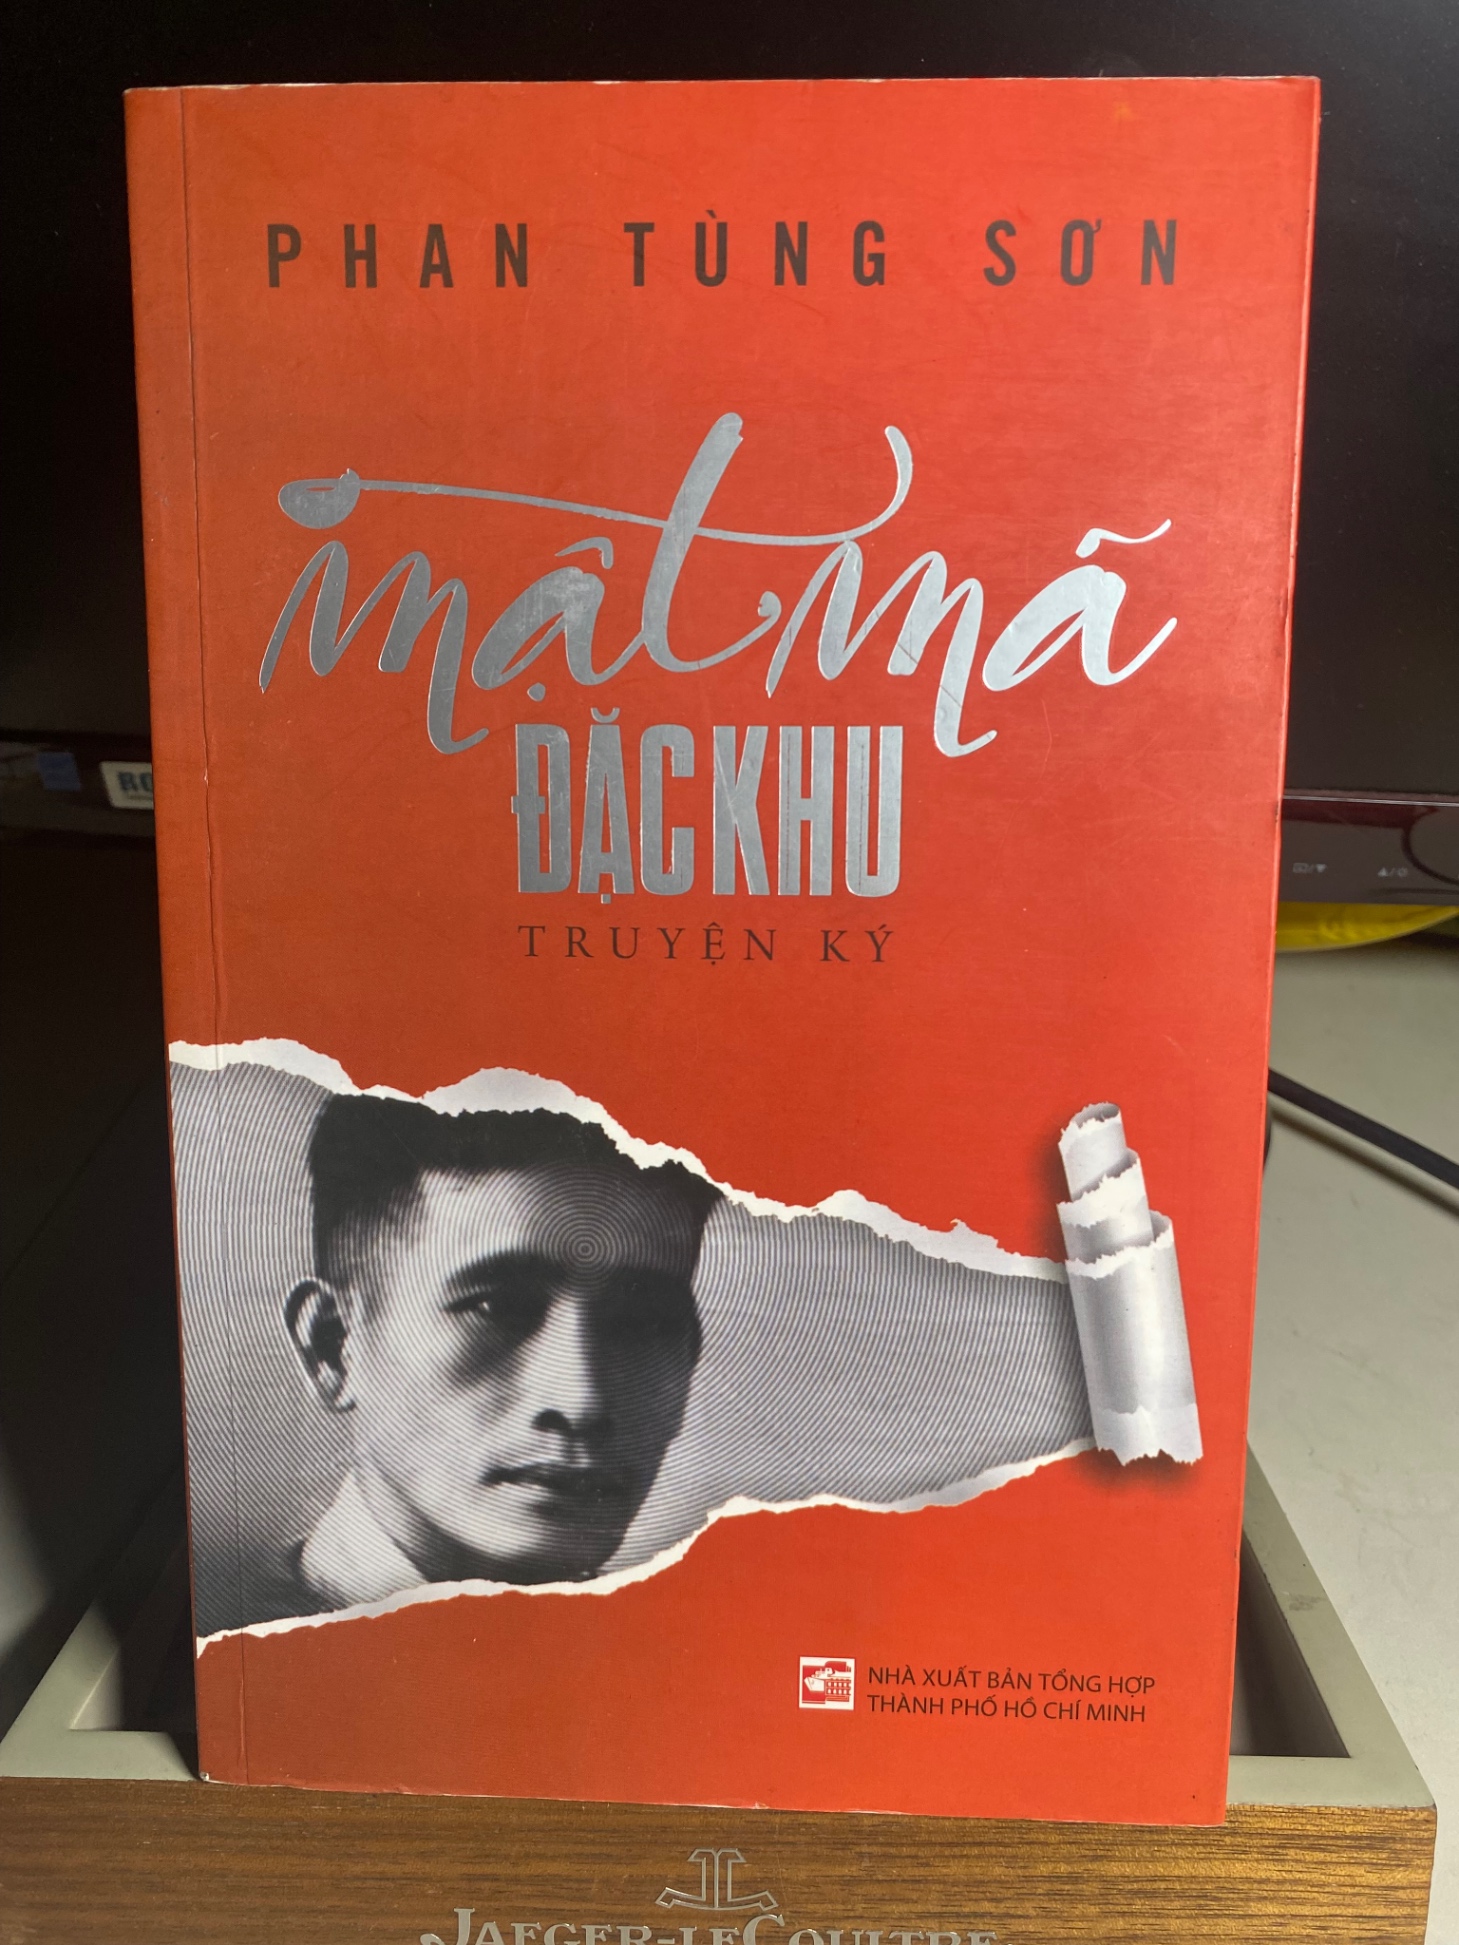 PHAN TÙNG SƠN
mật mã
ĐẶC KHU
TRUYỆN KÝ
NHÀ XUẤT BẢN TỔNG HỢP
THÀNH PHỐ HỒ CHÍ MINH
JAEGER-LECOULTRE